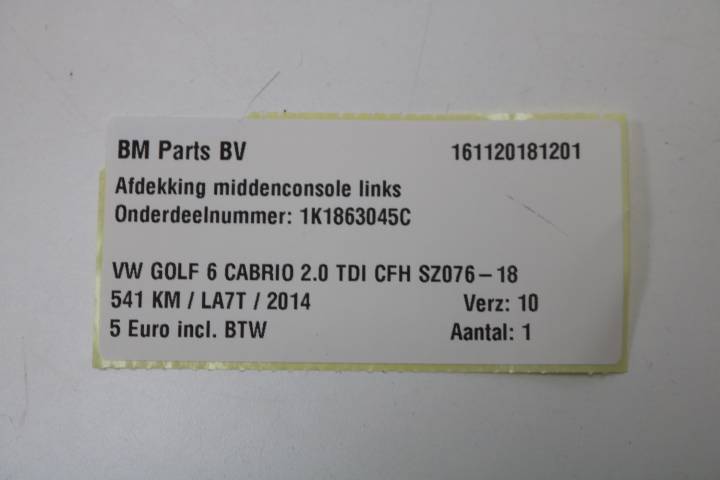 BM Parts BV 161120181201
Afdekking middenconsole links
Onderdeelnummer: 1K1863045C
VW GOLF 6 CABRIO 2.0 TDI CFH SZ076-18
541 KM / LA7T / 2014 Verz: 10
5 Euro incl. BTW Aantal: 1